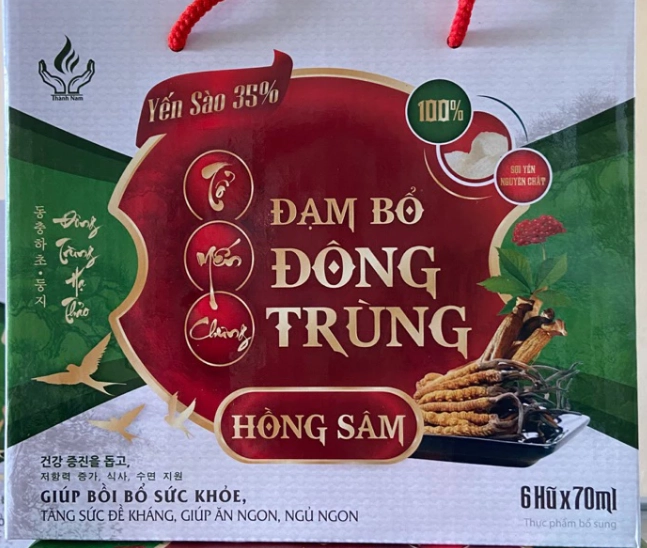 Thành Nam
Yến Sào 35%
100%
SỢI YẾN
NGUYÊN CHẤT
Tổ
Yến
Chưng
ĐẠM BỔ
ĐÔNG
TRÙNG
HỒNG SÂM
동충화초·동지
Đông
Trùng
Hạ
Thảo
건강 증진을 돕고,
저항력 증가, 식사, 수면 지원
GIÚP BỒI BỔ SỨC KHỎE,
TĂNG SỨC ĐỀ KHÁNG, GIÚP ĂN NGON, NGỦ NGON
6 Hũ x 70ml
Thực phẩm bổ sung